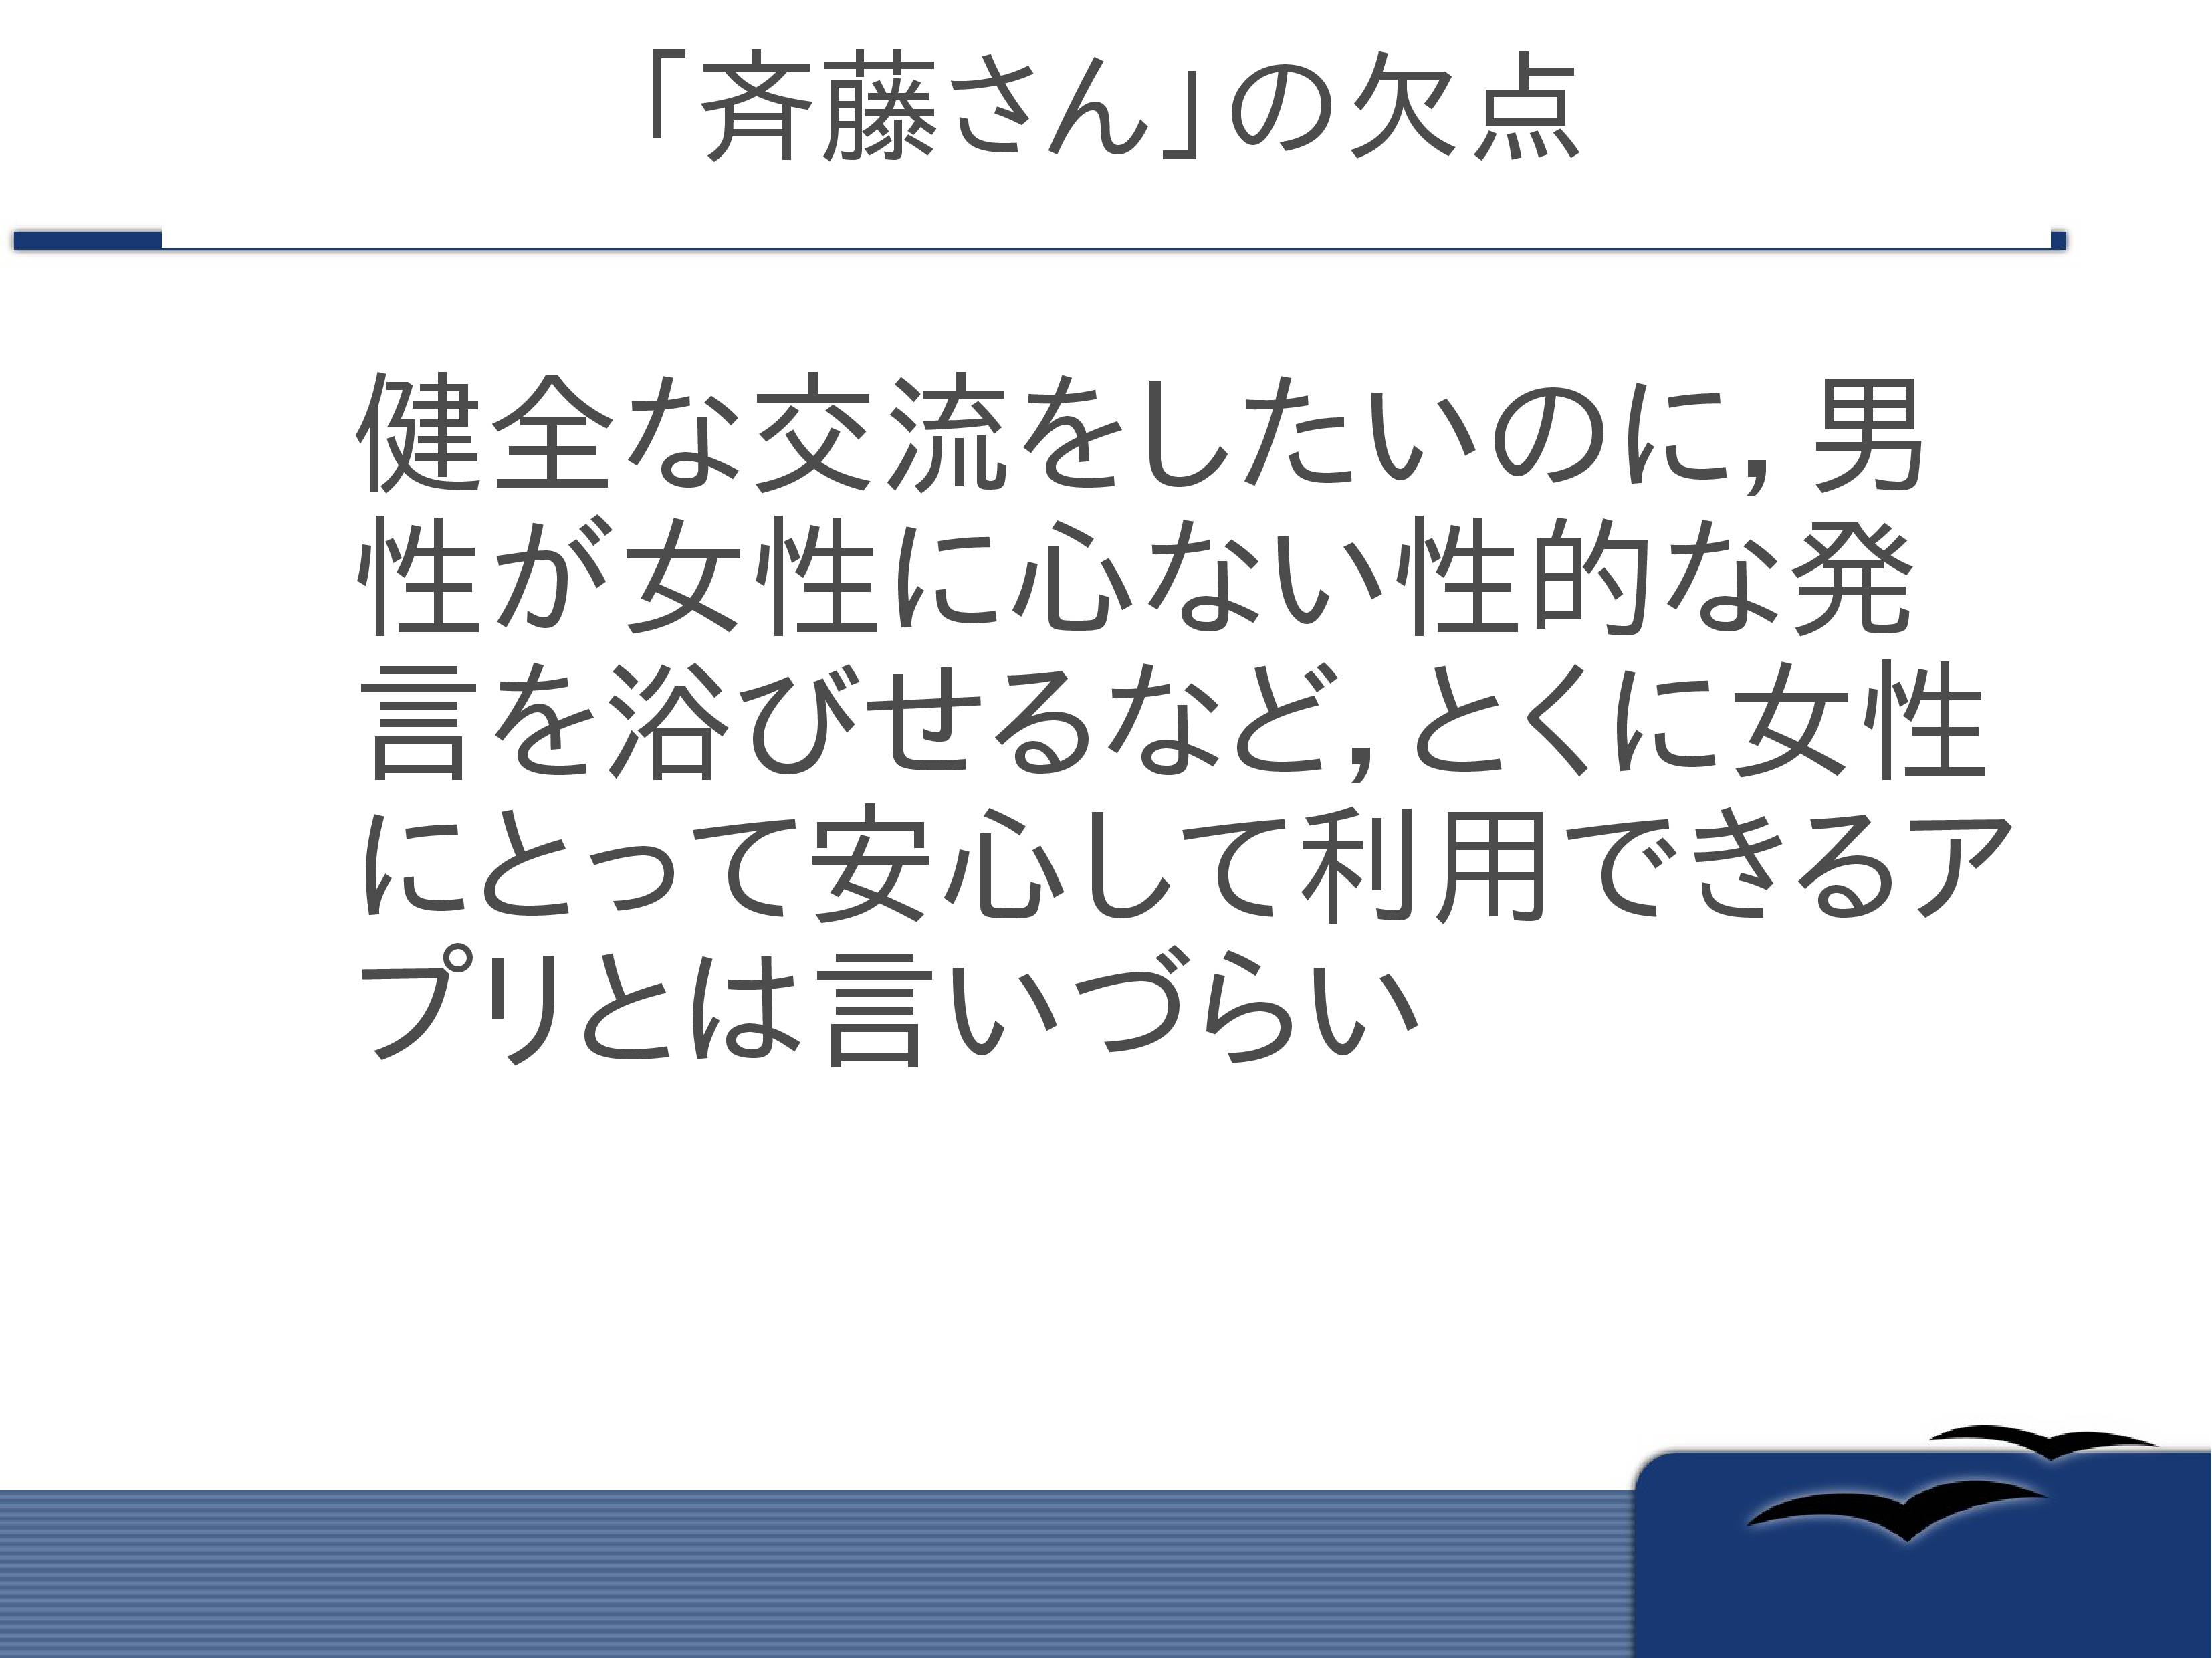 「斉藤さん」の欠点
健全な交流をしたいのに，男
性が女性に心ない性的な発
言を浴びせるなど，とくに女性
にとって安心して利用できるア
プリとは言いづらい